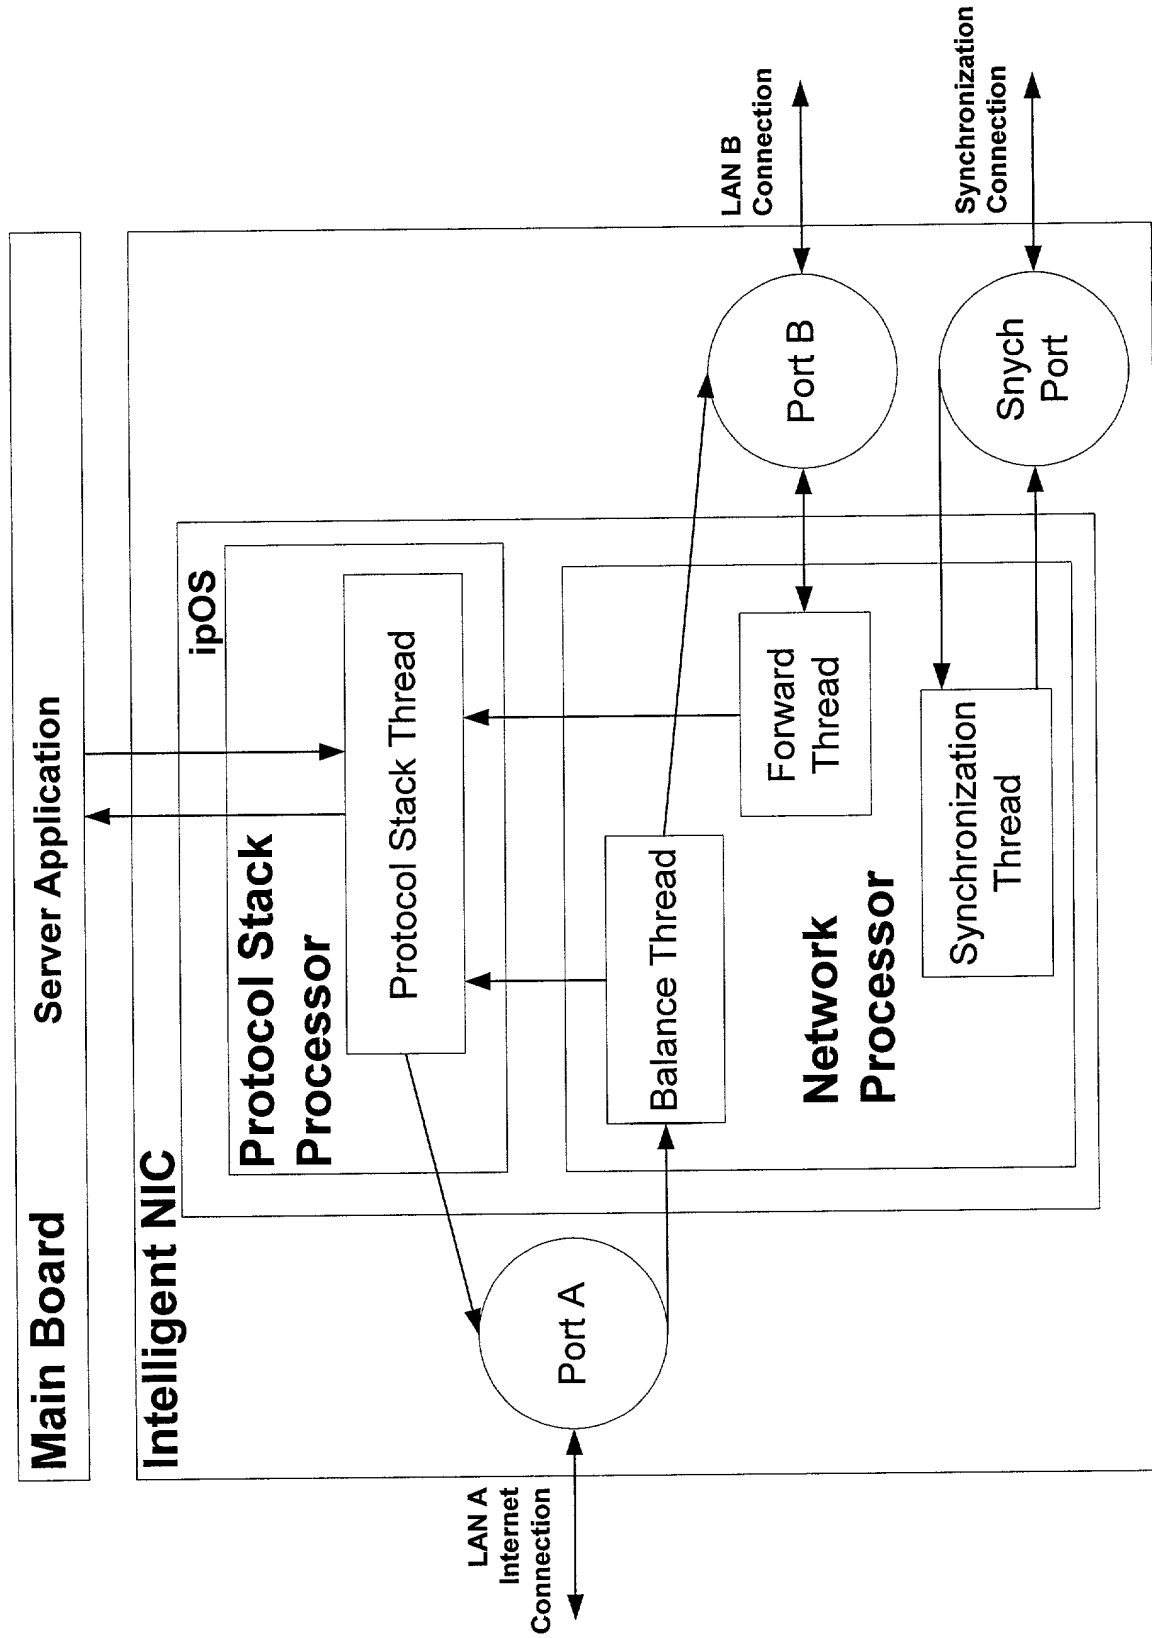 Main Board
Server Application
Intelligent NIC
ipOS
Protocol Stack
Processor
Protocol Stack Thread
LAN A
Internet
Connection
Port A
Balance Thread
Network
Processor
Forward
Thread
Synchronization
Thread
Port B
LAN B
Connection
Snych
Port
Synchronization
Connection